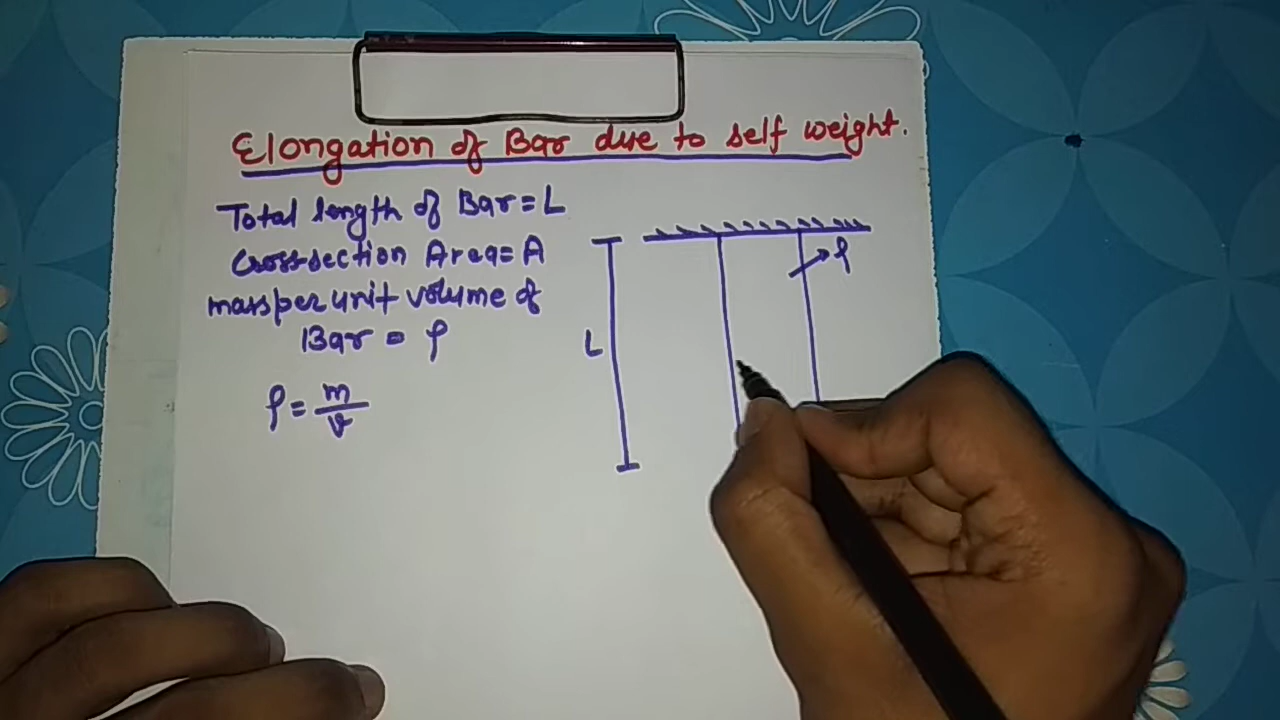 Elongation of Bar due to self weight.
Total length of Bar = L
Cross-section Area = A
mass per unit volume of
Bar = ρ
ρ = m/v
ρ
L